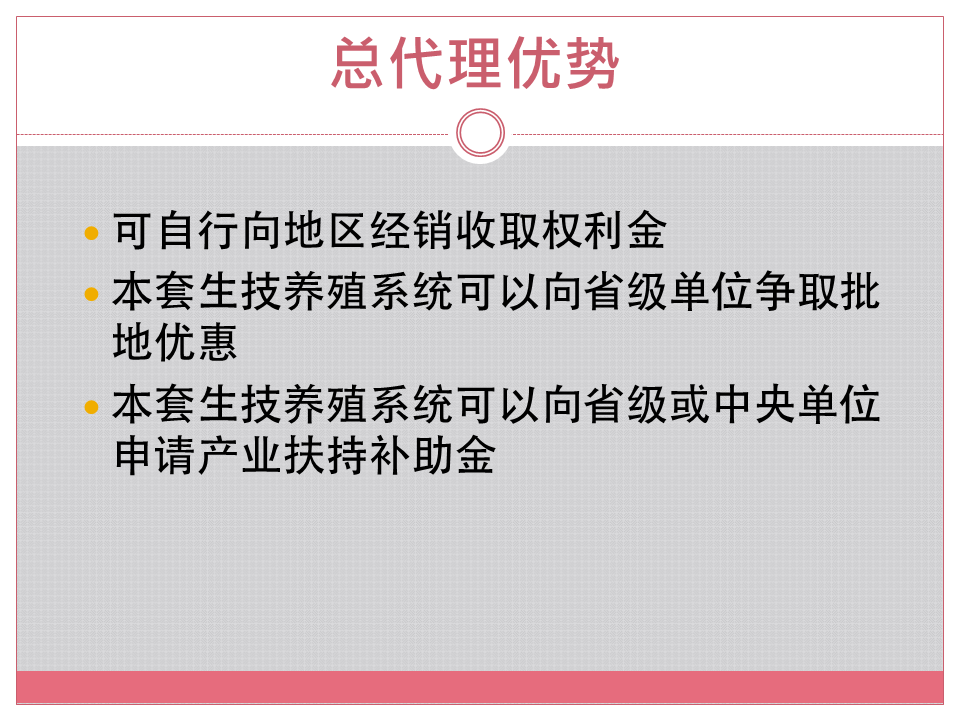 总代理优势
可自行向地区经销收取权利金
本套生技养殖系统可以向省级单位争取批
地优惠
本套生技养殖系统可以向省级或中央单位
申请产业扶持补助金